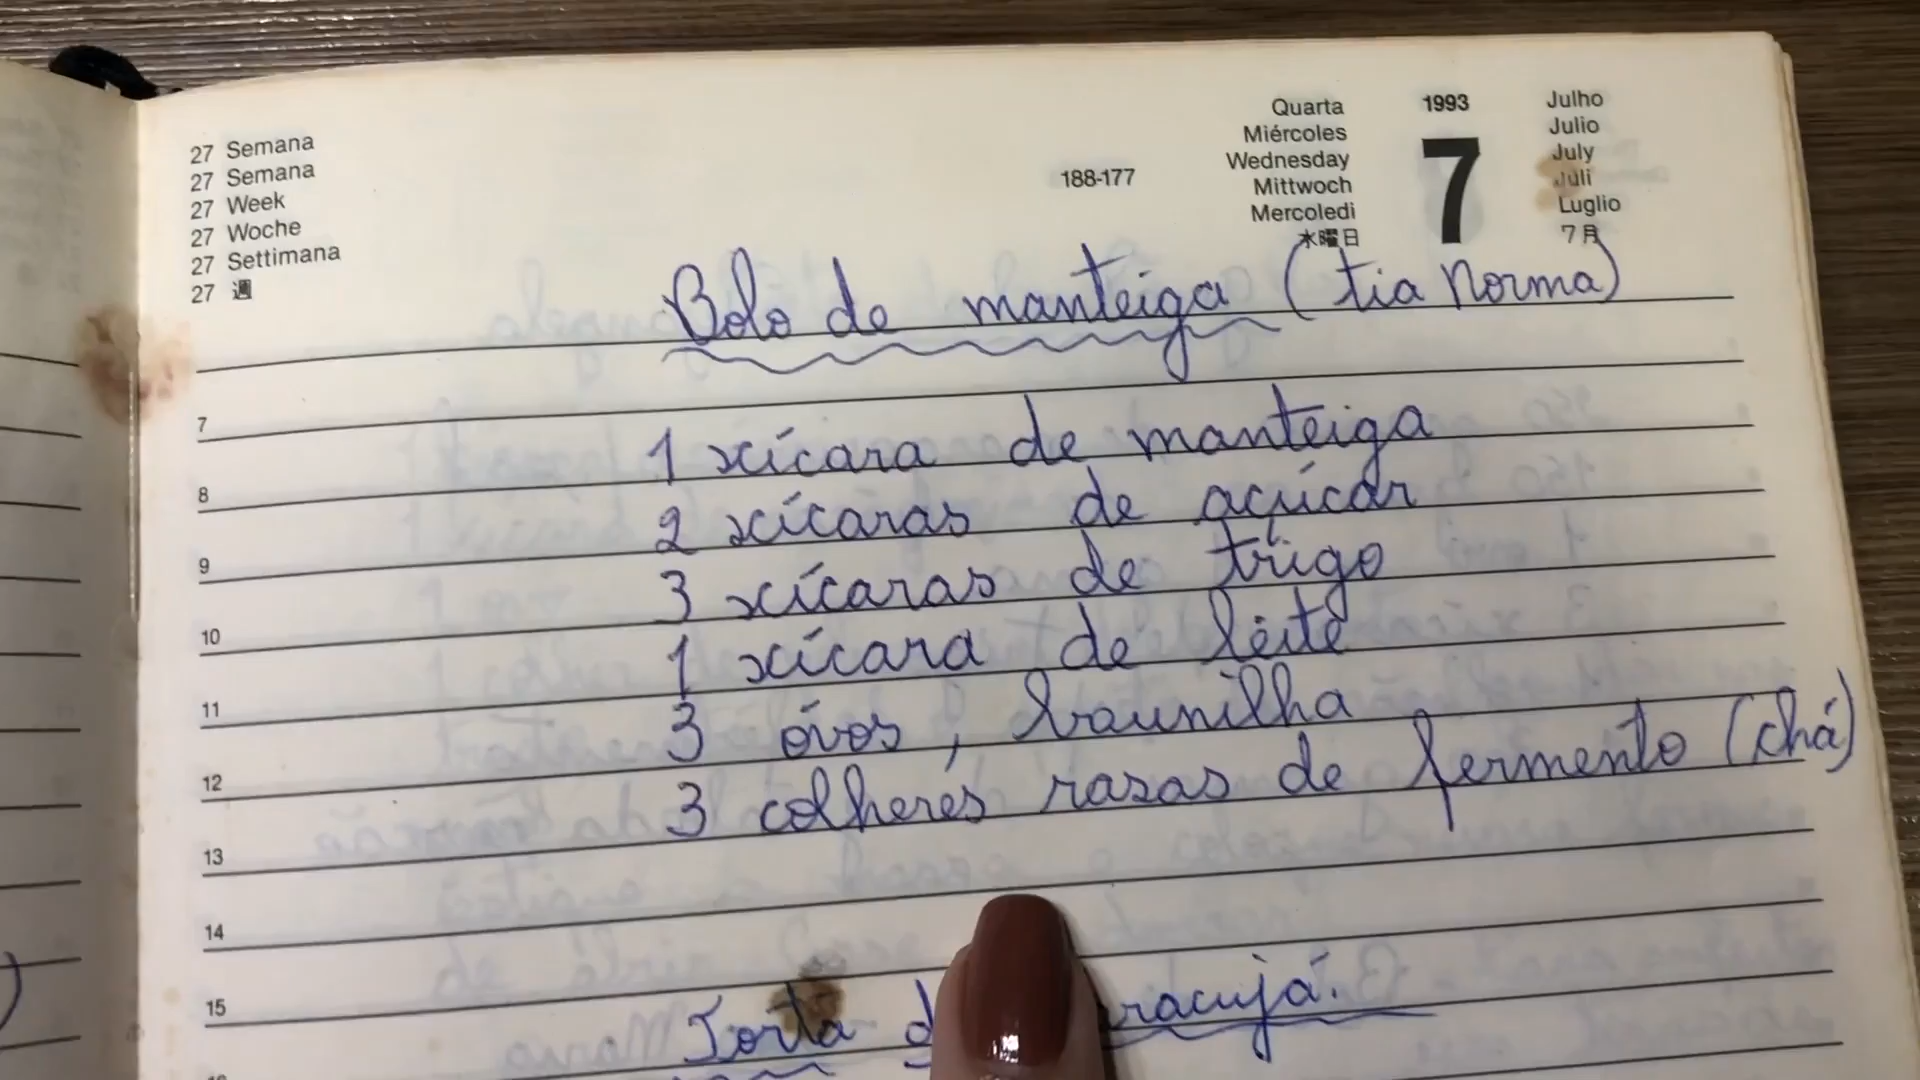 27 Semana
27 Semana
27 Week
27 Woche
27 Settimana
27 週
188-177
Quarta
Miércoles
Wednesday
Mittwoch
Mercoledi
水曜日
1993
7
Julho
Julio
July
Juli
Luglio
7月
Bolo de manteiga (tia Norma)
7
1 xícara de manteiga
8
2 xícaras de açúcar
9
3 xícaras de trigo
10
1 xícara de leite
11
3 óvos, baunilha
12
3 colheres rasas de fermento (chá)
13
14
15
Torta racujá.